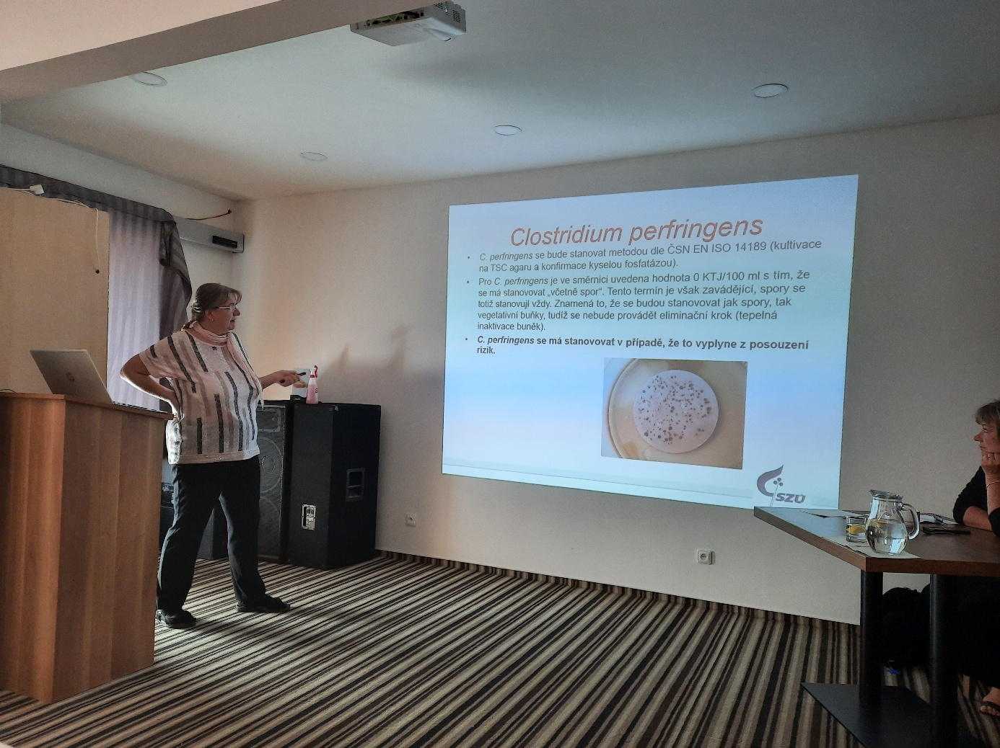 Clostridium perfringens
• C. perfringens se bude stanovat metodou dle ČSN EN ISO 14189 (kultivace
na TSC agaru a konfirmace kyselou fosfatázou).
• Pro C. perfringens je ve směrnici uvedena hodnota 0 KTJ/100 ml s tím, že
se má stanovovat „včetně spor“. Tento termín je však zavádějící, spory se
totiž stanovují vždy. Znamená to, že se budou stanovovat jak spory, tak
vegetativní buňky, tudíž se nebude provádět eliminační krok (tepelná
inaktivace buněk).
• C. perfringens se má stanovovat v případě, že to vyplyne z posouzení
rizik.
SZÚ